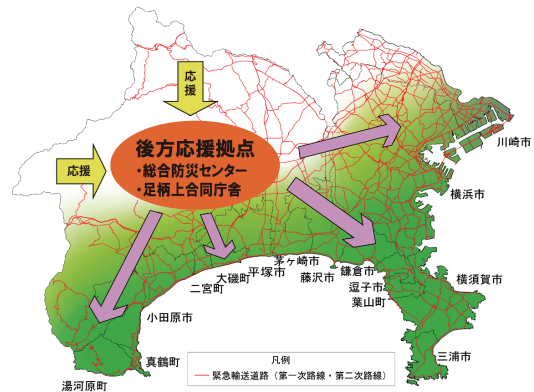 応援
後方応援拠点
・総合防災センター
・足柄上合同庁舎
応援
川崎市
横浜市
茅ヶ崎市
鎌倉市
藤沢市
平塚市
大磯町
二宮町
逗子市
葉山町
横須賀市
小田原市
三浦市
真鶴町
湯河原町
凡例
緊急輸送道路（第一次路線・第二次路線）